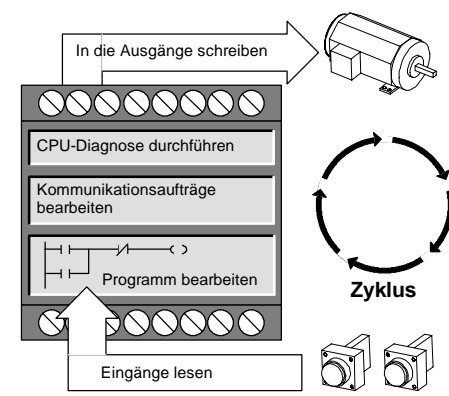 In die Ausgänge schreiben
CPU-Diagnose durchführen
Kommunikationsaufträge
bearbeiten
Programm bearbeiten
Zyklus
Eingänge lesen